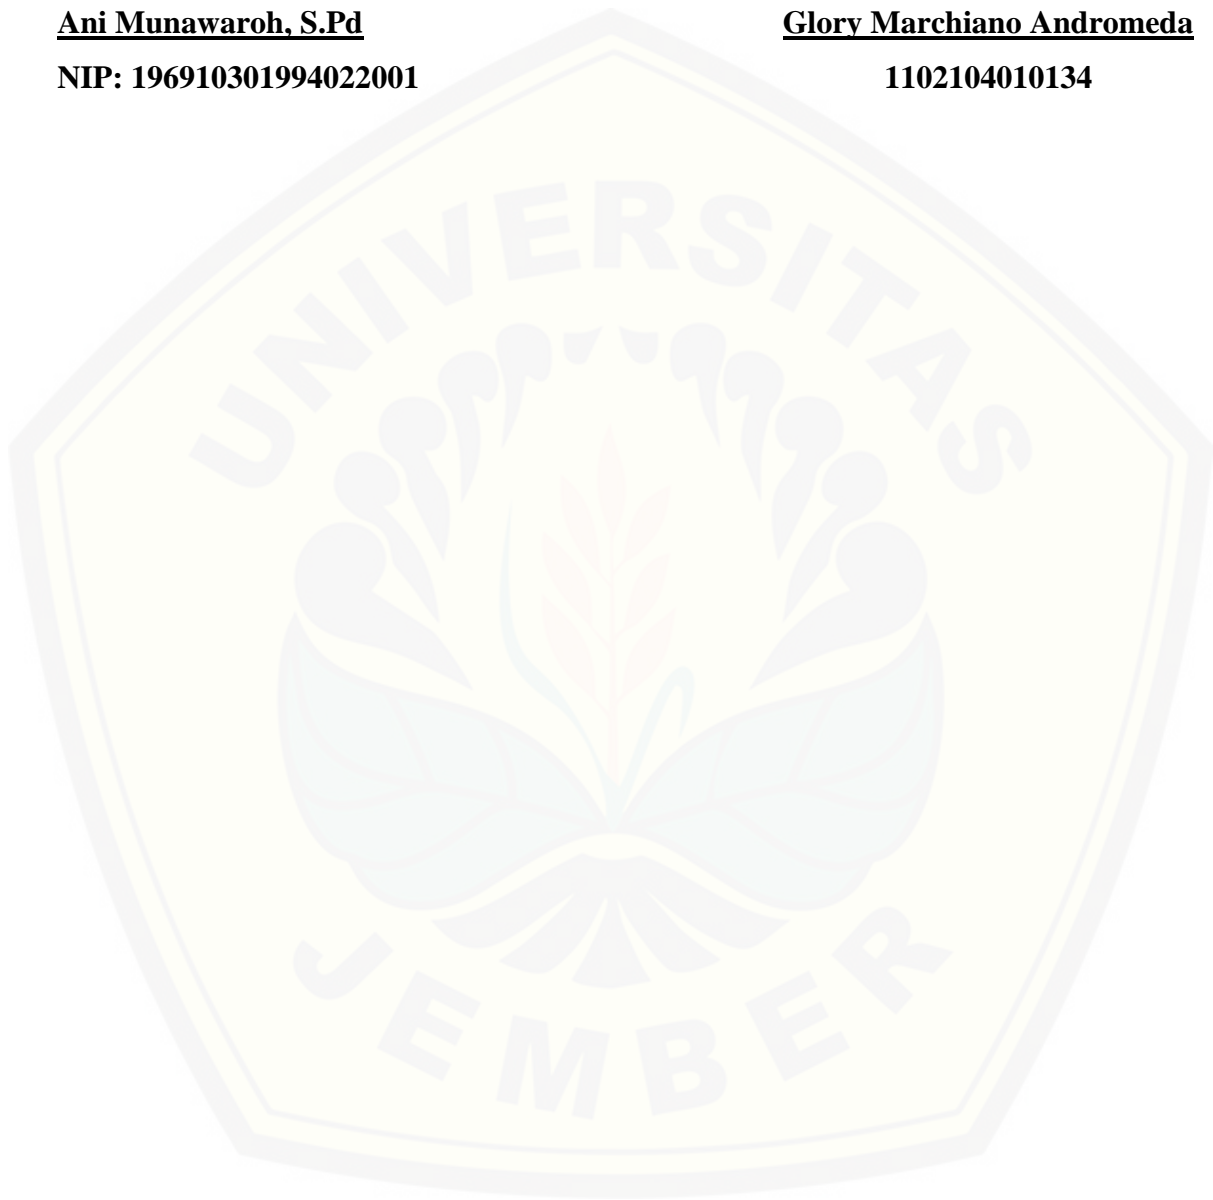 Ani Munawaroh, S.Pd
Glory Marchiano Andromeda
NIP: 196910301994022001
1102104010134
UNIVERSITAS
JEMBER